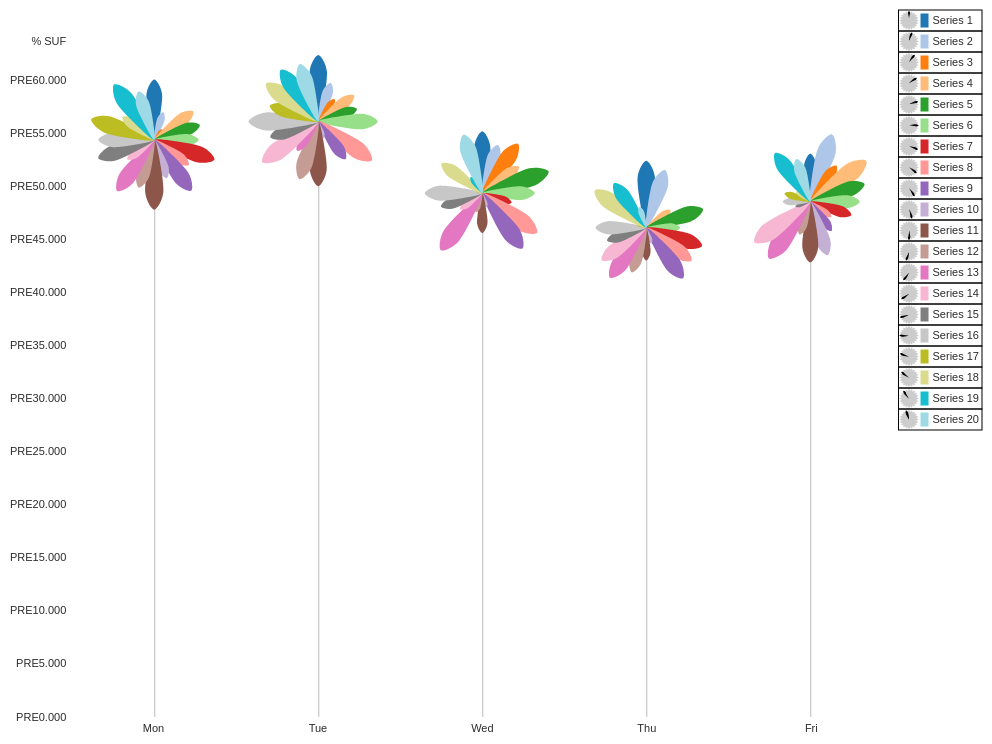 % SUF
PRE60.000
PRE55.000
PRE50.000
PRE45.000
PRE40.000
PRE35.000
PRE30.000
PRE25.000
PRE20.000
PRE15.000
PRE10.000
PRE5.000
PRE0.000
Mon Tue Wed Thu Fri
Series 1
Series 2
Series 3
Series 4
Series 5
Series 6
Series 7
Series 8
Series 9
Series 10
Series 11
Series 12
Series 13
Series 14
Series 15
Series 16
Series 17
Series 18
Series 19
Series 20